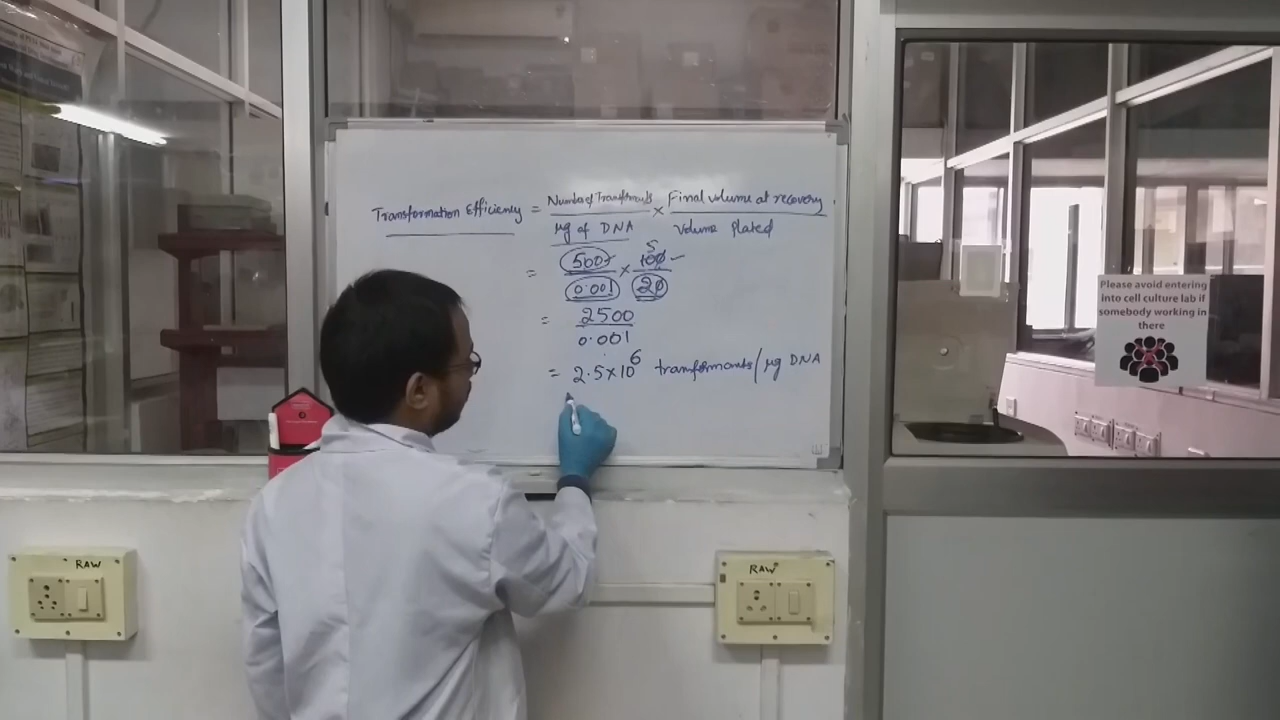 Transformation Efficiency = Number of Transformants × Final volume at recovery
µg of DNA Volume plated
= 500 × 100 5
0.001 20
= 2500
0.001
= 2.5×10⁶ transformants/µg DNA
Please avoid entering
into cell culture lab if
somebody working in
there
RAW
RAW